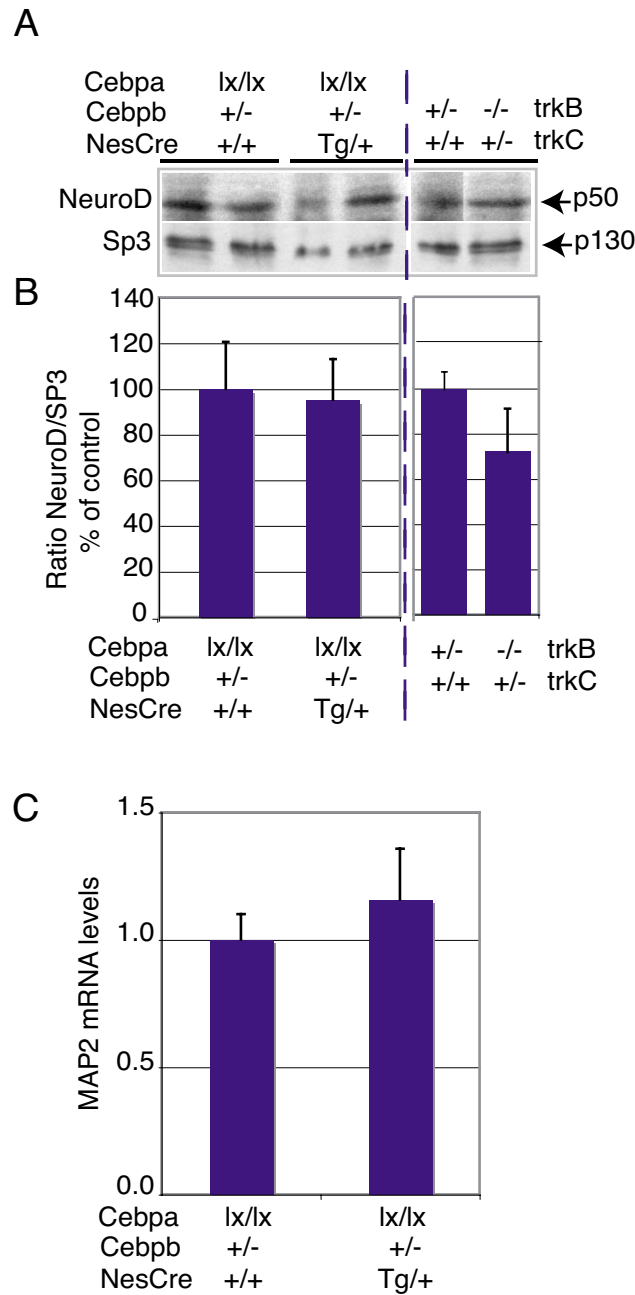 A
Cebpa lx/lx lx/lx
Cebpb +/- +/- +/- -/- trkB
NesCre +/+ Tg/+ +/+ +/- trkC
NeuroD p50
Sp3 p130
B
140
120
100
80
60
40
20
0
Ratio NeuroD/SP3
% of control
Cebpa lx/lx lx/lx +/- -/- trkB
Cebpb +/- +/- +/+ +/- trkC
NesCre +/+ Tg/+
C
1.5
1.0
0.5
0.0
MAP2 mRNA levels
Cebpa lx/lx lx/lx
Cebpb +/- +/-
NesCre +/+ Tg/+